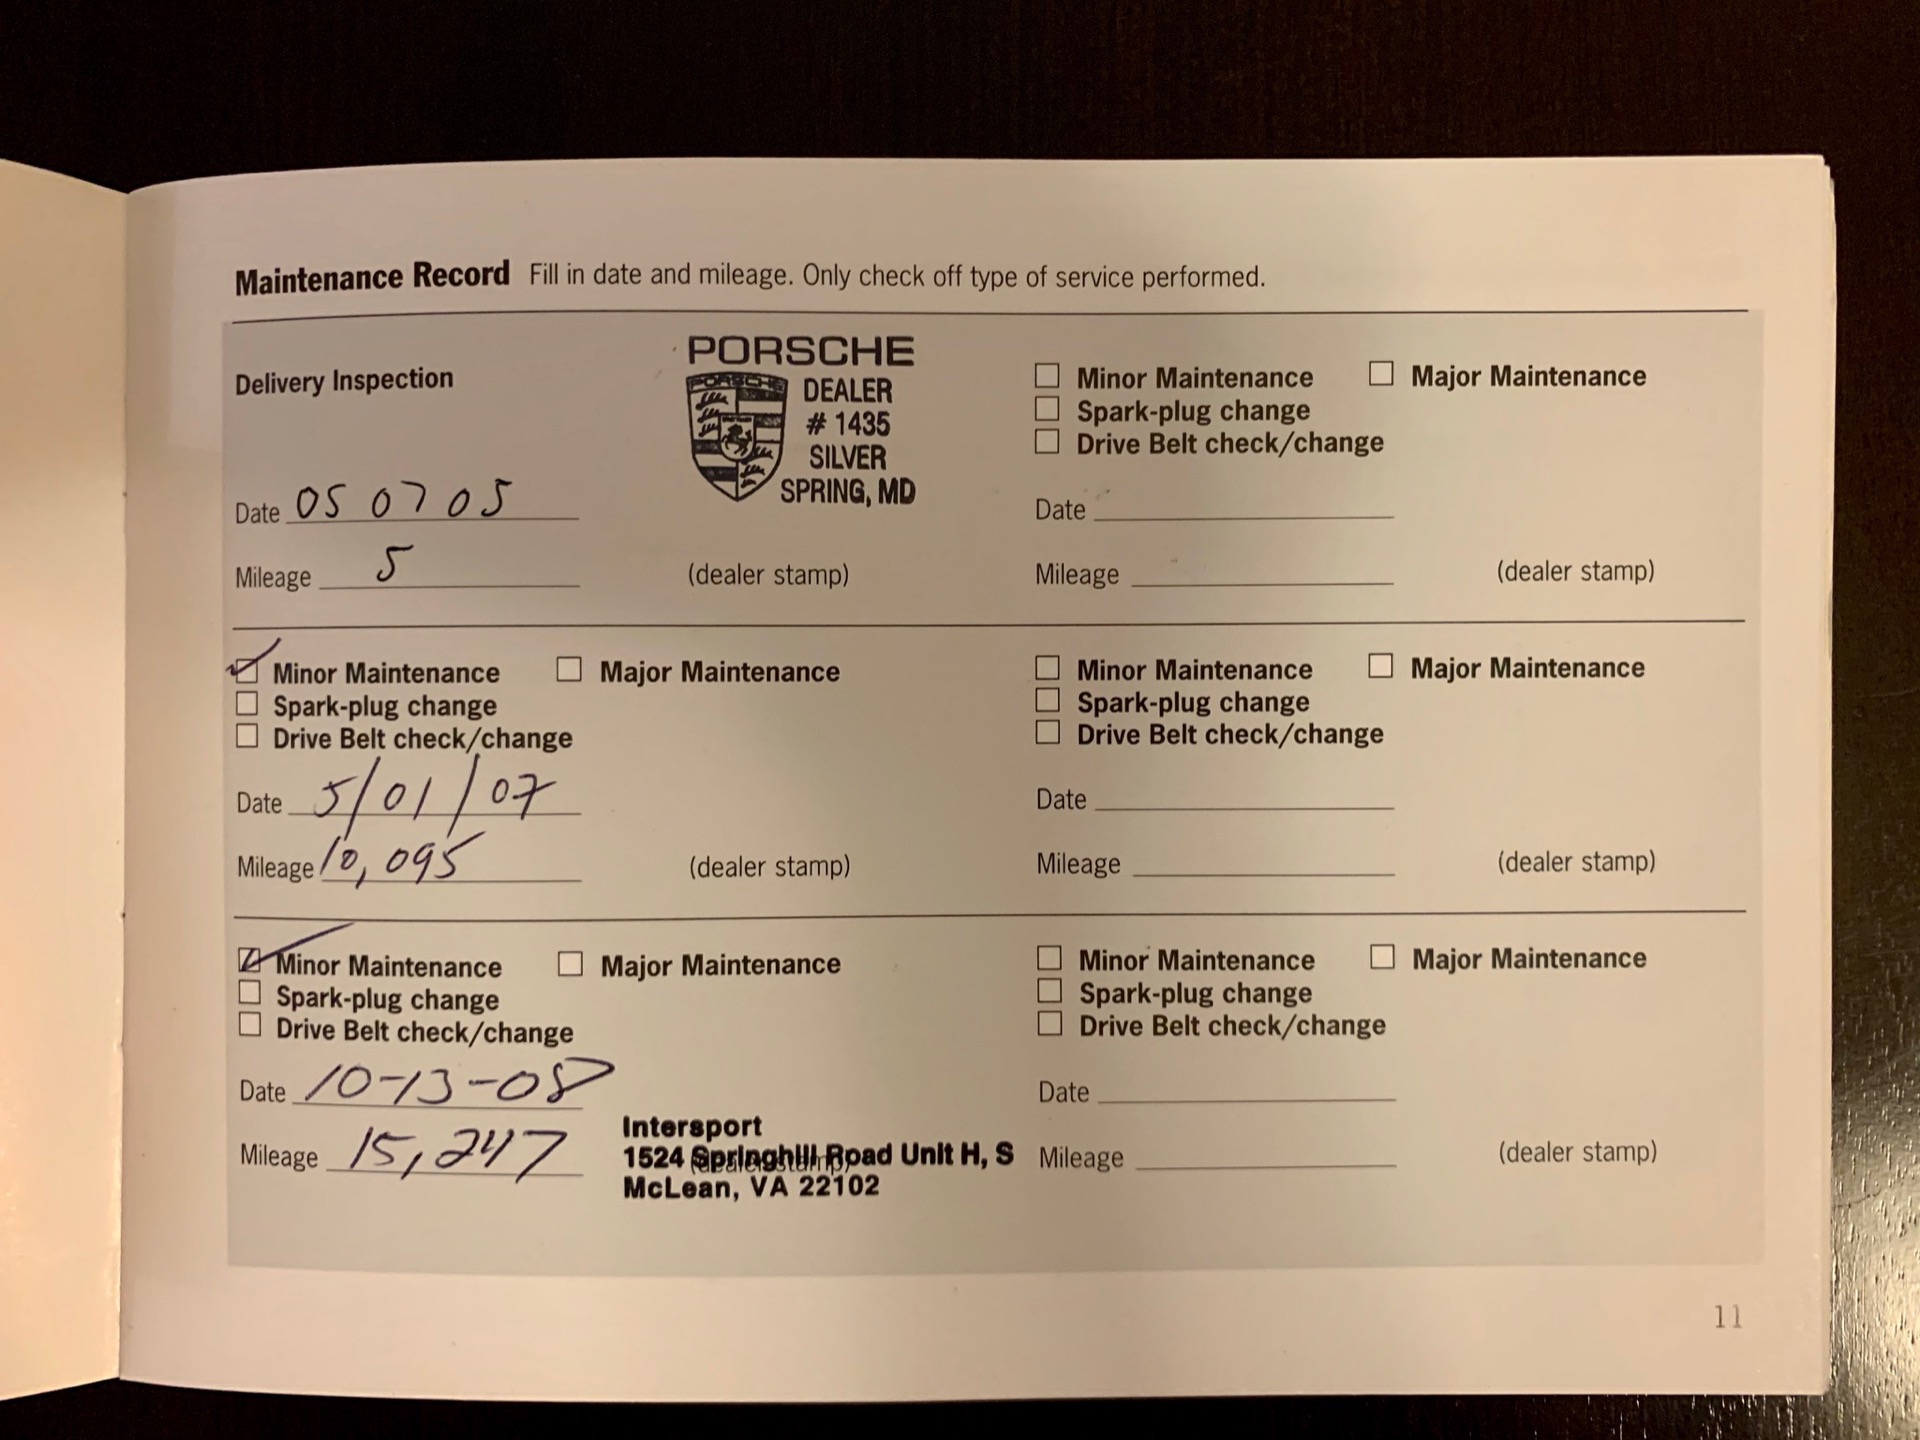 Maintenance Record Fill in date and mileage. Only check off type of service performed.
Delivery Inspection
PORSCHE
PORSCHE
DEALER
# 1435
SILVER
SPRING, MD
Date 05 07 05
Mileage 5
(dealer stamp)
Minor Maintenance Major Maintenance
Spark-plug change
Drive Belt check/change
Date 5/01/07
Mileage 10,095
(dealer stamp)
Minor Maintenance Major Maintenance
Spark-plug change
Drive Belt check/change
Date 10-13-08
Mileage 15,247
(dealer stamp)
Intersport
1524 Springhill Road Unit H, S
McLean, VA 22102
Minor Maintenance Major Maintenance
Spark-plug change
Drive Belt check/change
Date
Mileage
(dealer stamp)
Minor Maintenance Major Maintenance
Spark-plug change
Drive Belt check/change
Date
Mileage
(dealer stamp)
Minor Maintenance Major Maintenance
Spark-plug change
Drive Belt check/change
Date
Mileage
(dealer stamp)
11